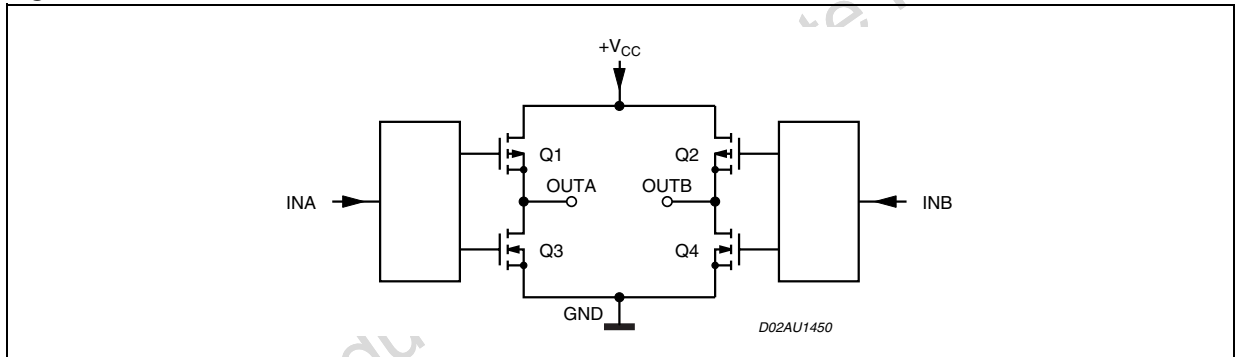 +VCC
Q1
Q2
OUTA
OUTB
INA
INB
Q3
Q4
GND
D02AU1450